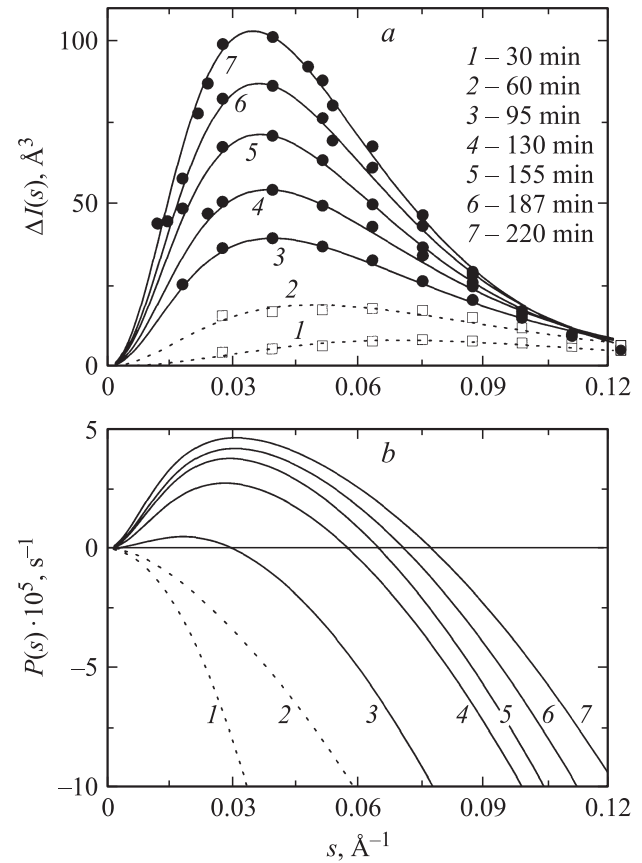 a
100
50
0
ΔI(s), Å³
1 – 30 min
2 – 60 min
3 – 95 min
4 – 130 min
5 – 155 min
6 – 187 min
7 – 220 min
7
6
5
4
3
2
1
0 0.03 0.06 0.09 0.12
b
5
0
–5
–10
P(s) · 10⁵, s⁻¹
1 2 3 4 5 6 7
0 0.03 0.06 0.09 0.12
s, Å⁻¹